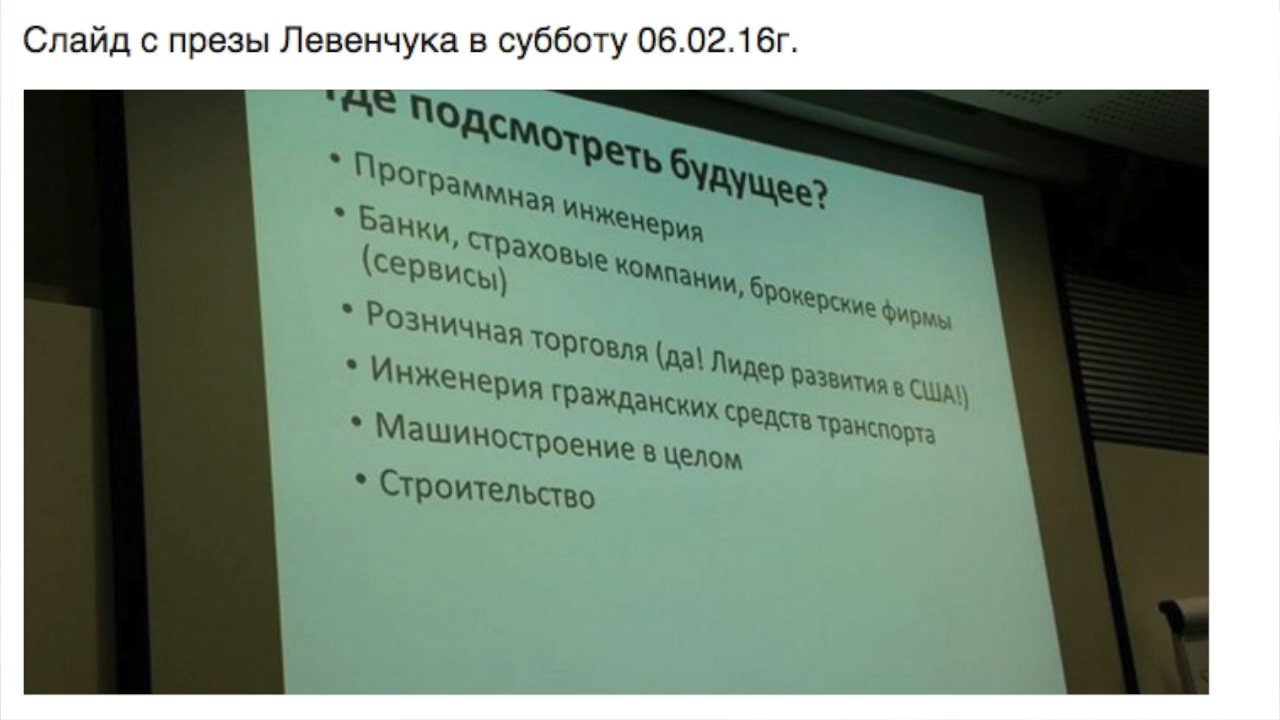 Слайд с презы Левенчука в субботу 06.02.16г.
Где подсмотреть будущее?
• Программная инженерия
• Банки, страховые компании, брокерские фирмы
(сервисы)
• Розничная торговля (да! Лидер развития в США!)
• Инженерия гражданских средств транспорта
• Машиностроение в целом
• Строительство